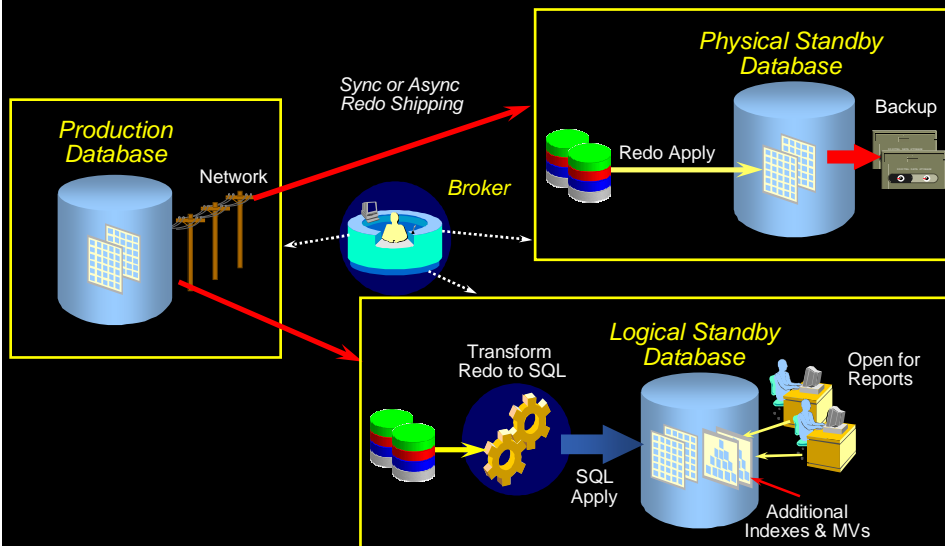 Physical Standby
Database
Sync or Async
Redo Shipping
Backup
Production
Database
Redo Apply
Network
Broker
Logical Standby
Database
Transform
Redo to SQL
Open for
Reports
SQL
Apply
Additional
Indexes & MVs